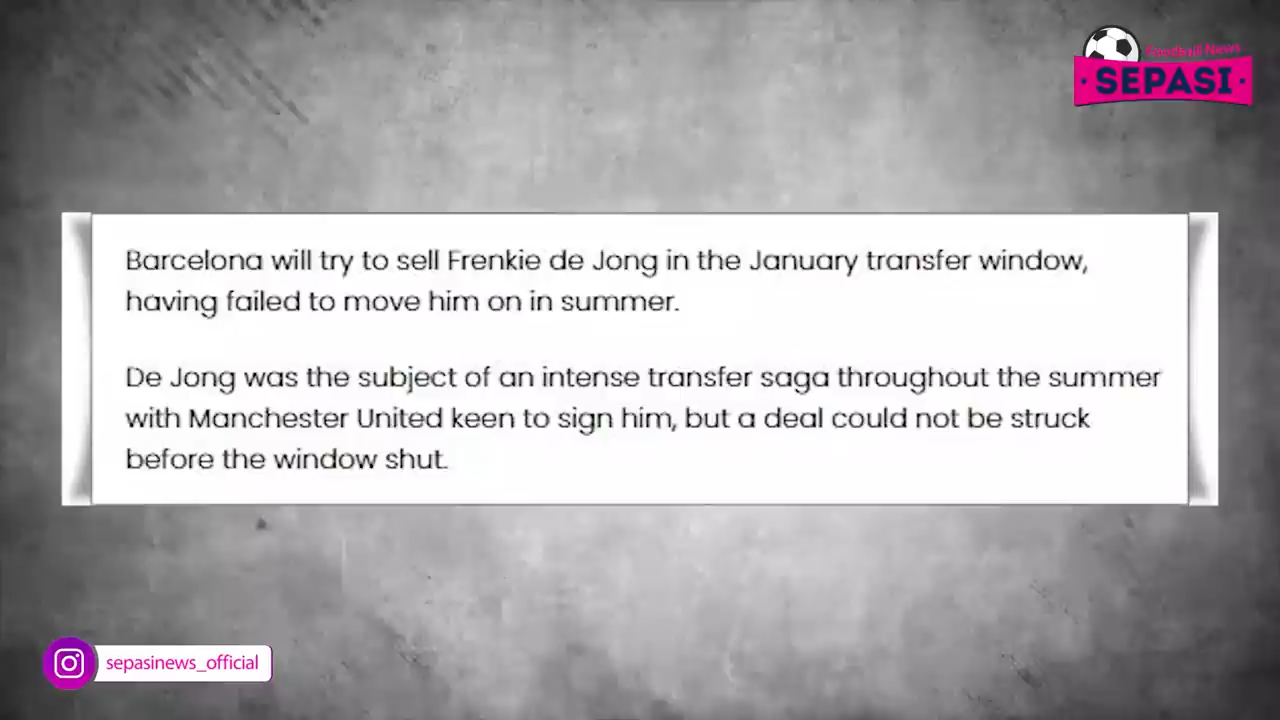 Football News
SEPASI
Barcelona will try to sell Frenkie de Jong in the January transfer window,
having failed to move him on in summer.
De Jong was the subject of an intense transfer saga throughout the summer
with Manchester United keen to sign him, but a deal could not be struck
before the window shut.
sepasinews_official